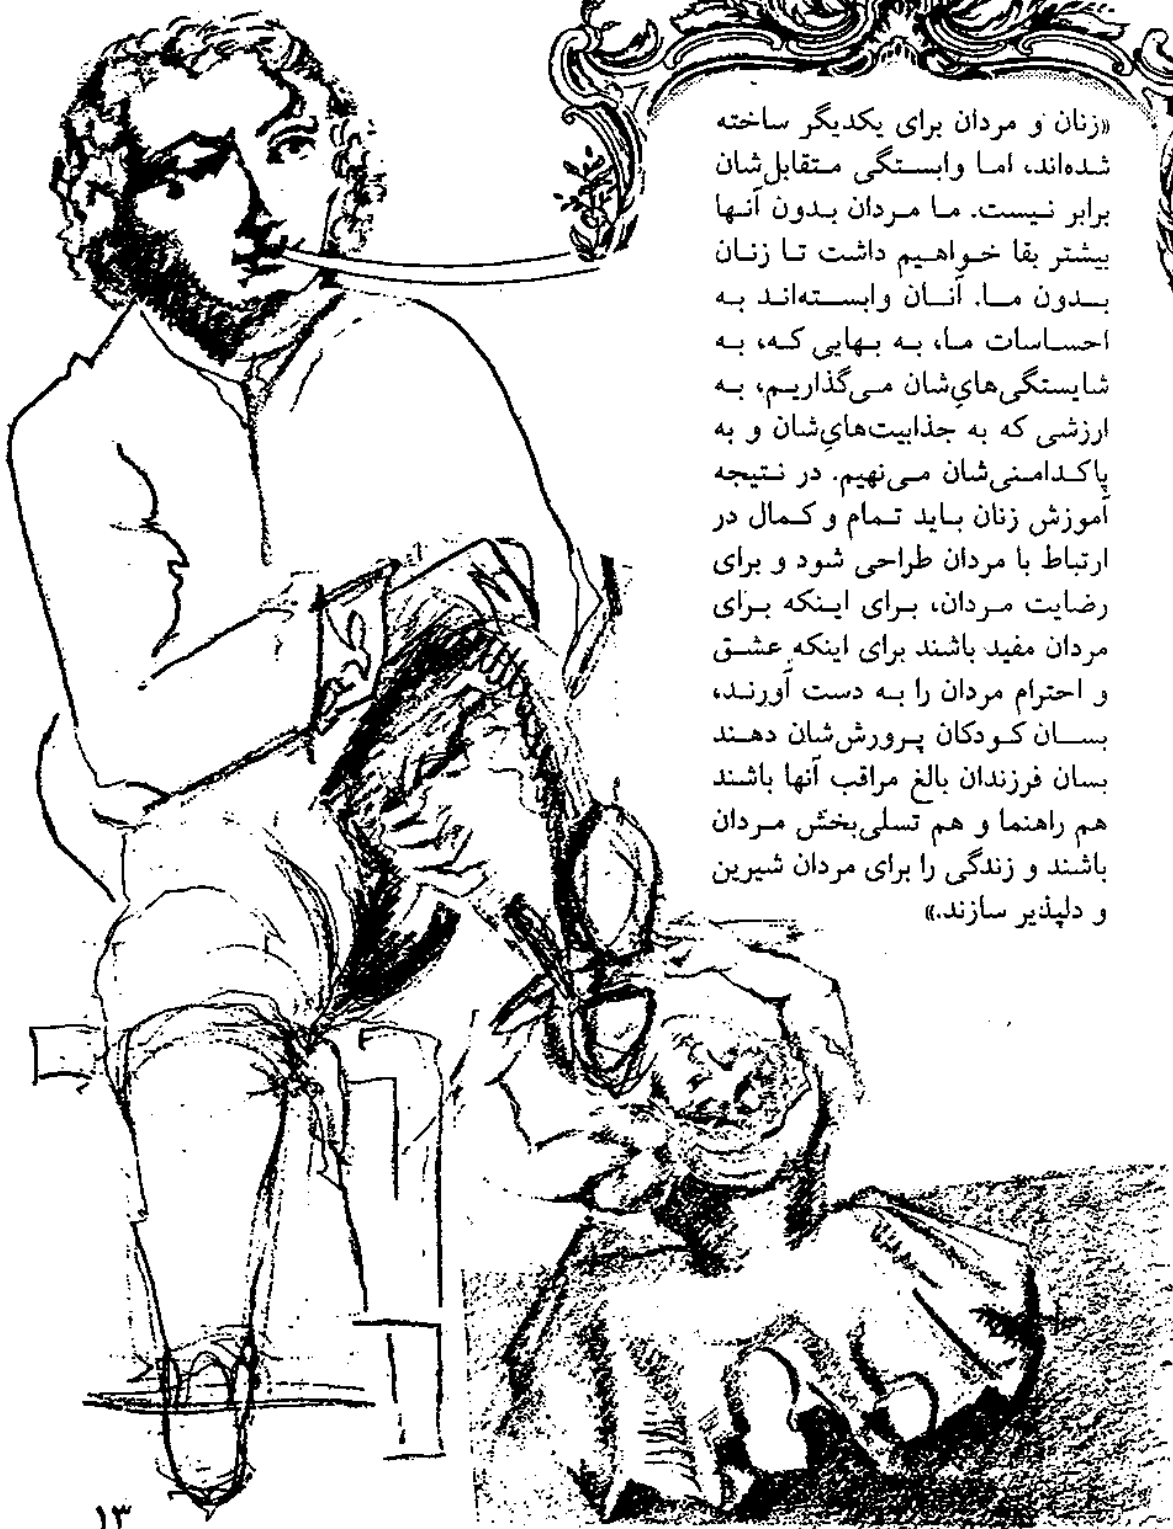 «زنان و مردان برای یکدیگر ساخته
شده‌اند، اما وابستگی متقابل‌شان
برابر نیست. ما مردان بدون آنها
بیشتر بقا خواهیم داشت تا زنان
بدون ما. آنان وابسته‌اند به
احساسات ما، به بهایی که، به
شایستگی‌هایِ‌شان می‌گذاریم، به
ارزشی که به جذابیت‌هایِ‌شان و به
پاکدامنی‌شان می‌نهیم. در نتیجه
آموزش زنان باید تمام و کمال در
ارتباط با مردان طراحی شود و برای
رضایت مردان، برای اینکه برای
مردان مفید باشند برای اینکه عشق
و احترام مردان را به دست آورند،
بسان کودکان پرورش‌شان دهند
بسان فرزندان بالغ مراقب آنها باشند
هم راهنما و هم تسلی‌بخش مردان
باشند و زندگی را برای مردان شیرین
و دلپذیر سازند.»
۱۳